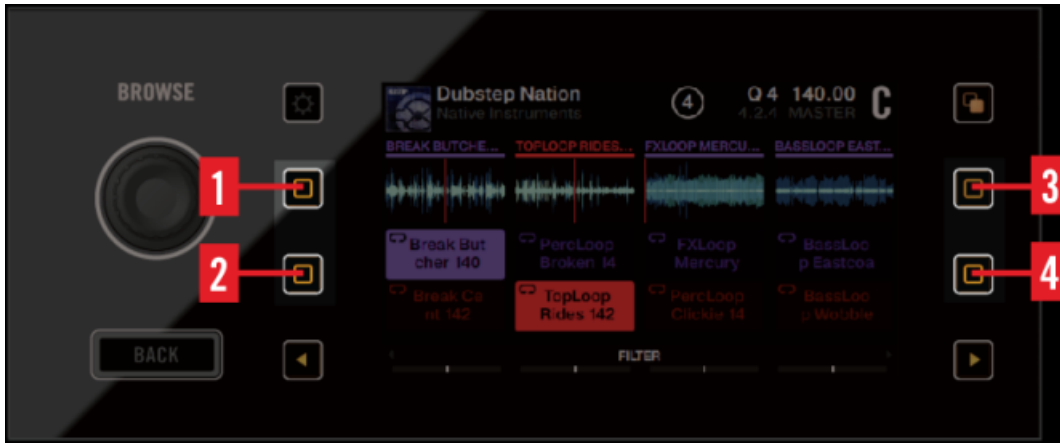 BROWSE
Dubstep Nation
Native Instruments
4
Q 4 140.00 C
4.2.4 MASTER
BREAK BUTCHE... TOPLOOP RIDES... FXLOOP MERCU... BASSLOOP EAST...
1
3
Break But
cher 140
PercLoop
Broken 14
FXLoop
Mercury
BassLoo
p Eastcoa
2
4
Break Ca
nt 142
TopLoop
Rides 142
PercLoop
Clickie 14
BassLoo
p Wobble
BACK
FILTER